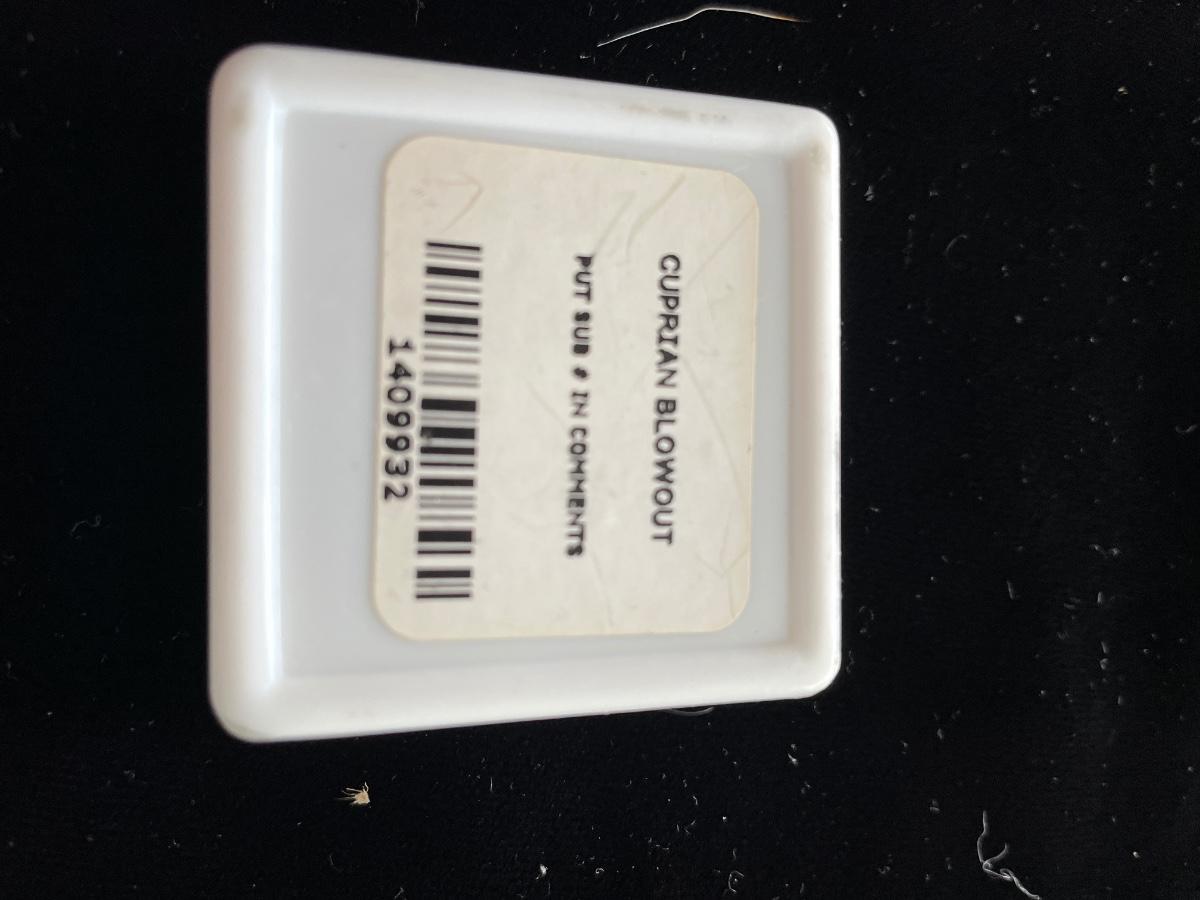 CUPRIAN BLOWOUT
PUT SUB # IN COMMENTS
1409932